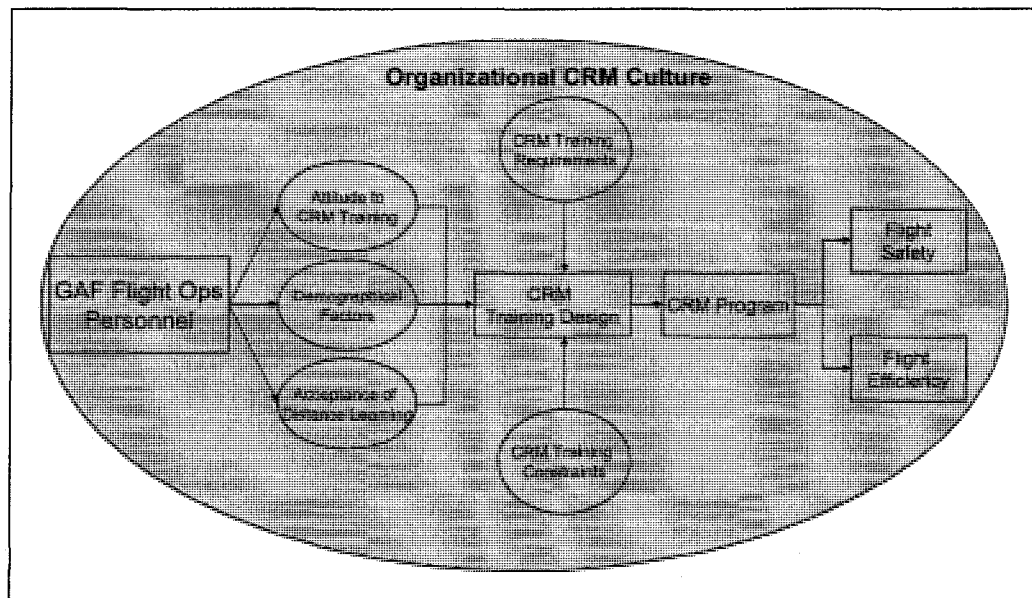 Organizational CRM Culture
CRM Training
Requirements
Attitude to
CRM Training
GAF Flight Ops
Personnel
Demographical
Factors
Acceptance of
Distance Learning
CRM
Training Design
CRM Program
Flight
Safety
Flight
Efficiency
CRM Training
Constraints